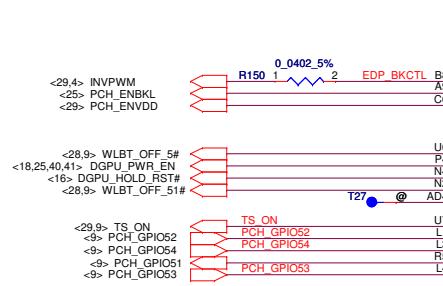 0_0402_5%
<29,4> INVPWM R150 1 2 EDP_BKCTL
<25> PCH_ENBKL
<29> PCH_ENVDD
<28,9> WLBT_OFF_5#
<18,25,40,41> DGPU_PWR_EN
<16> DGPU_HOLD_RST#
<28,9> WLBT_OFF_51#
T27 @ AD
<29,9> TS_ON TS_ON
<9> PCH_GPIO52 PCH_GPIO52
<9> PCH_GPIO54 PCH_GPIO54
<9> PCH_GPIO51
<9> PCH_GPIO53 PCH_GPIO53